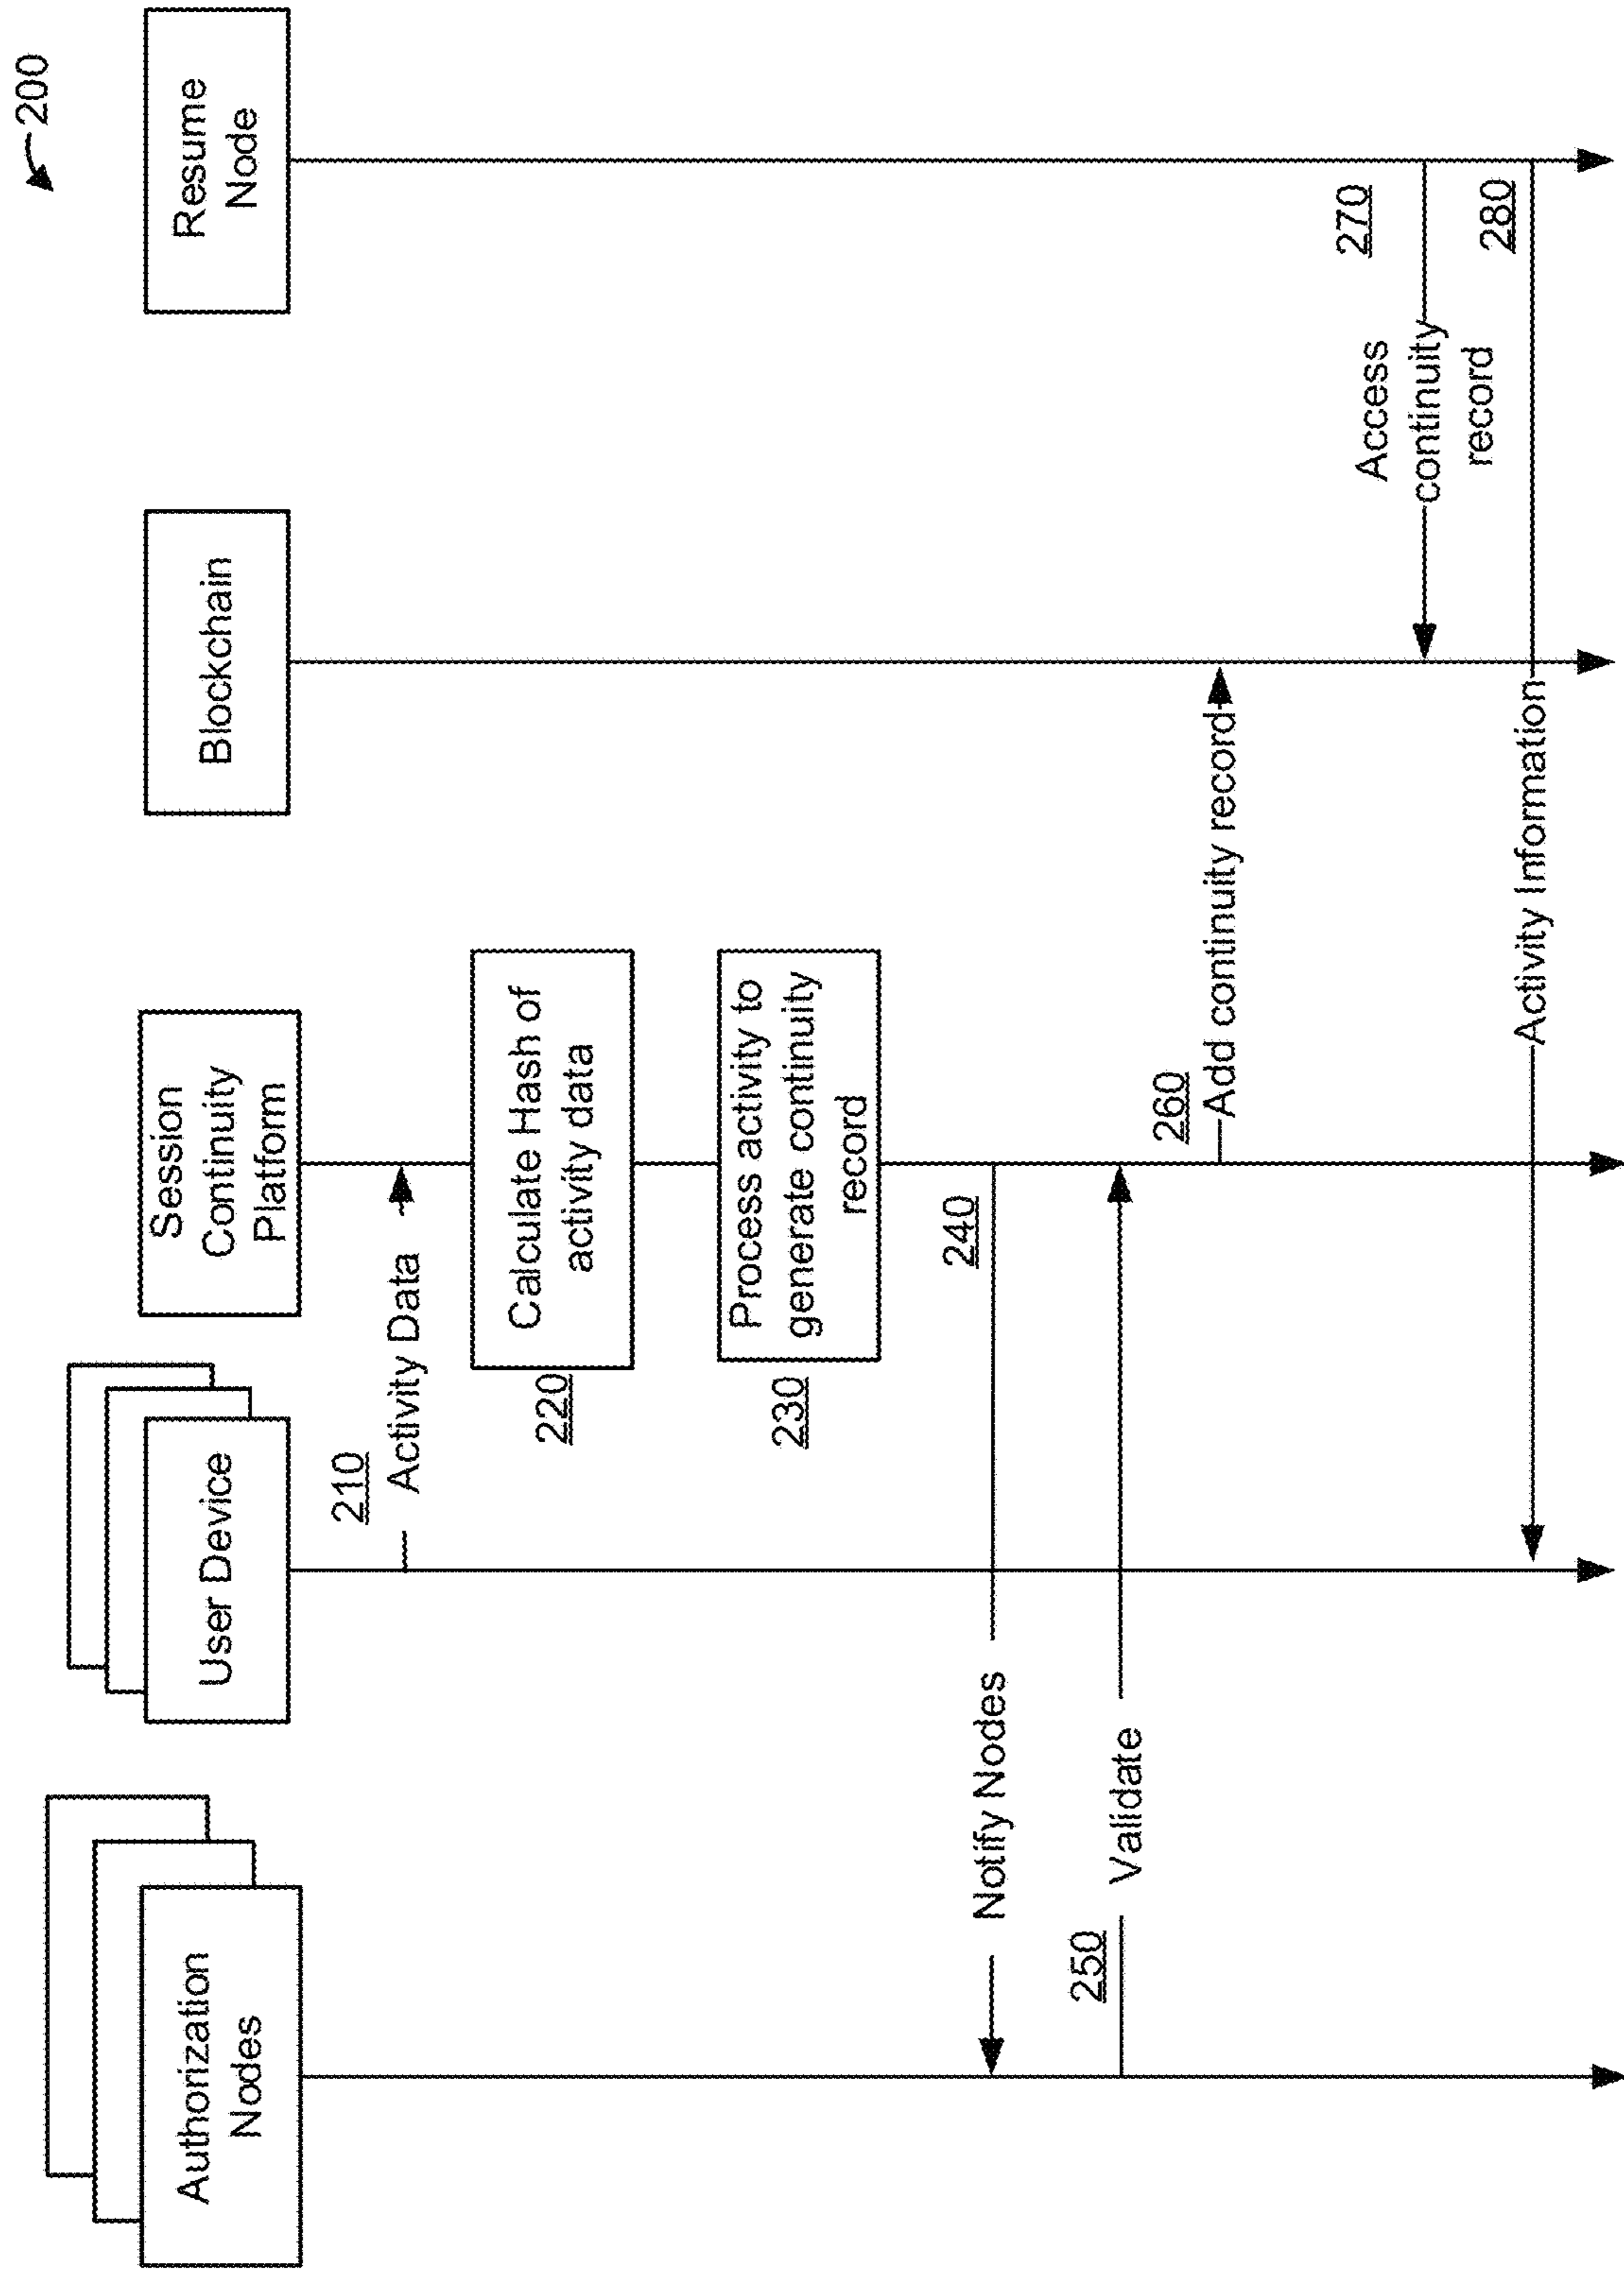 200
Authorization
Nodes
User Device
Session
Continuity
Platform
Blockchain
Resume
Node
210
Activity Data
220
Calculate Hash of
activity data
230
Process activity to
generate continuity
record
240
Notify Nodes
250
Validate
260
Add continuity record
270
Access
continuity
record
280
Activity Information